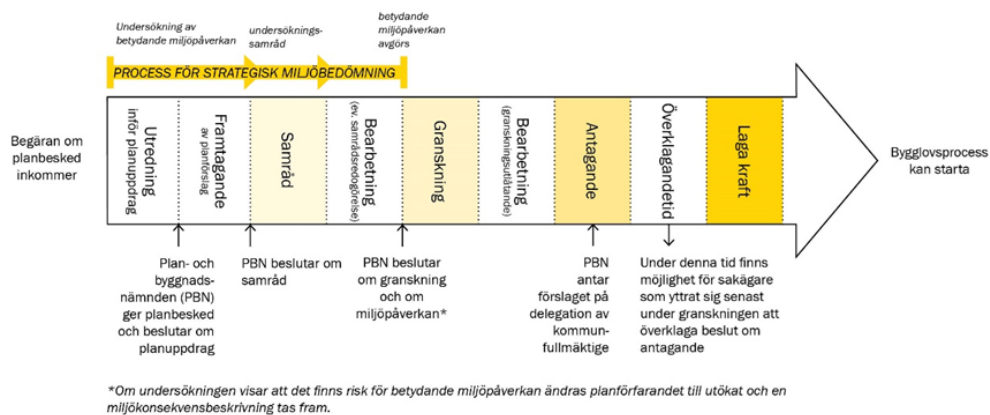 Undersökning av
betydande miljöpåverkan
undersöknings-
samråd
betydande
miljöpåverkan
avgörs
PROCESS FÖR STRATEGISK MILJÖBEDÖMNING
Begäran om
planbesked
inkommer
Utredning
inför planuppdrag
Framtagande
av planförslag
Samråd
Bearbetning
(ev. samrådsredogörelse)
Granskning
Bearbetning
(granskningsutlåtande)
Antagande
Överklagandetid
Laga kraft
Bygglovsprocess
kan starta
Plan- och
byggnads-
nämnden (PBN)
ger planbesked
och beslutar om
planuppdrag
PBN beslutar om
samråd
PBN beslutar
om granskning
och om
miljöpåverkan*
PBN
antar
förslaget på
delegation av
kommun-
fullmäktige
Under denna tid finns
möjlighet för sakägare
som yttrat sig senast
under granskningen att
överklaga beslut om
antagande
*Om undersökningen visar att det finns risk för betydande miljöpåverkan ändras planförfarandet till utökat och en
miljökonsekvensbeskrivning tas fram.